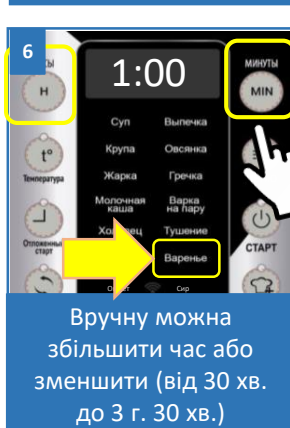 6
МИНУТЫ
H
1:00
MIN
Суп Выпечка
t°
Крупа Овсянка
Температура
Жарка Гречка
Молочная каша
Варка на пару
Тушение
Отложенный старт
СТАРТ
Варенье
Сир
Вручну можна
збільшити час або
зменшити (від 30 хв.
до 3 г. 30 хв.)